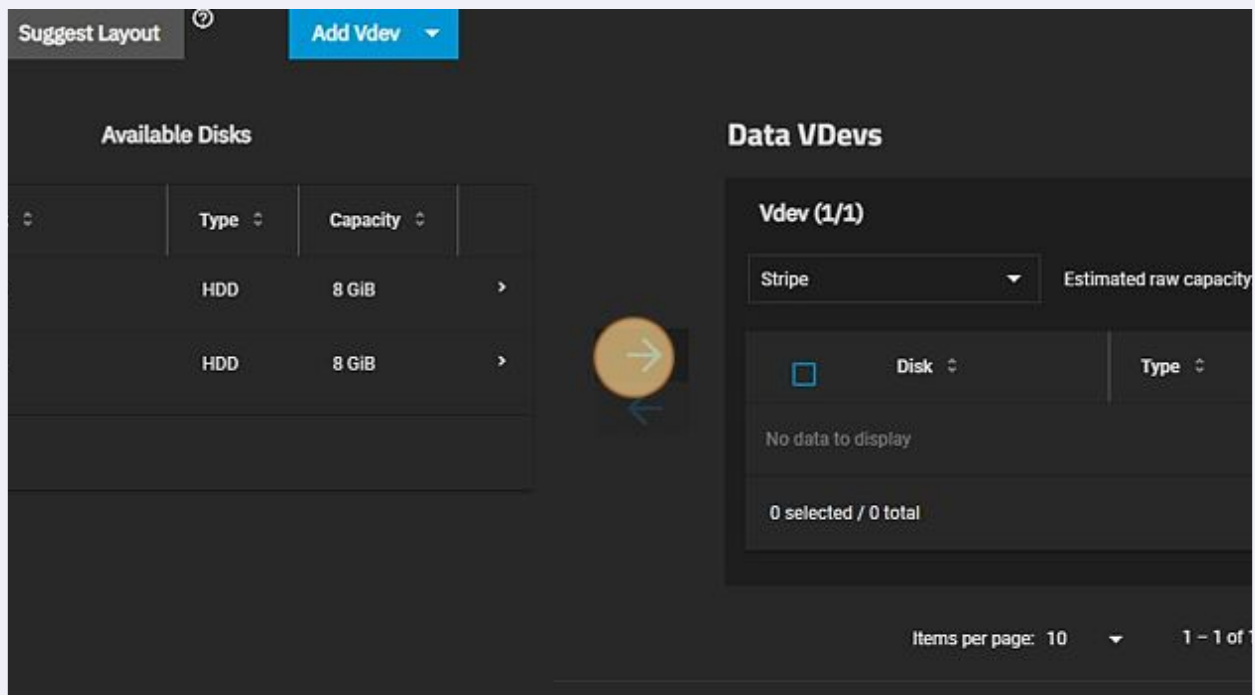 Suggest Layout
Add Vdev
Available Disks
Type
Capacity
HDD
8 GiB
HDD
8 GiB
Data VDevs
Vdev (1/1)
Stripe
Estimated raw capacity
Disk
Type
No data to display
0 selected / 0 total
Items per page: 10
1 – 1 of 1